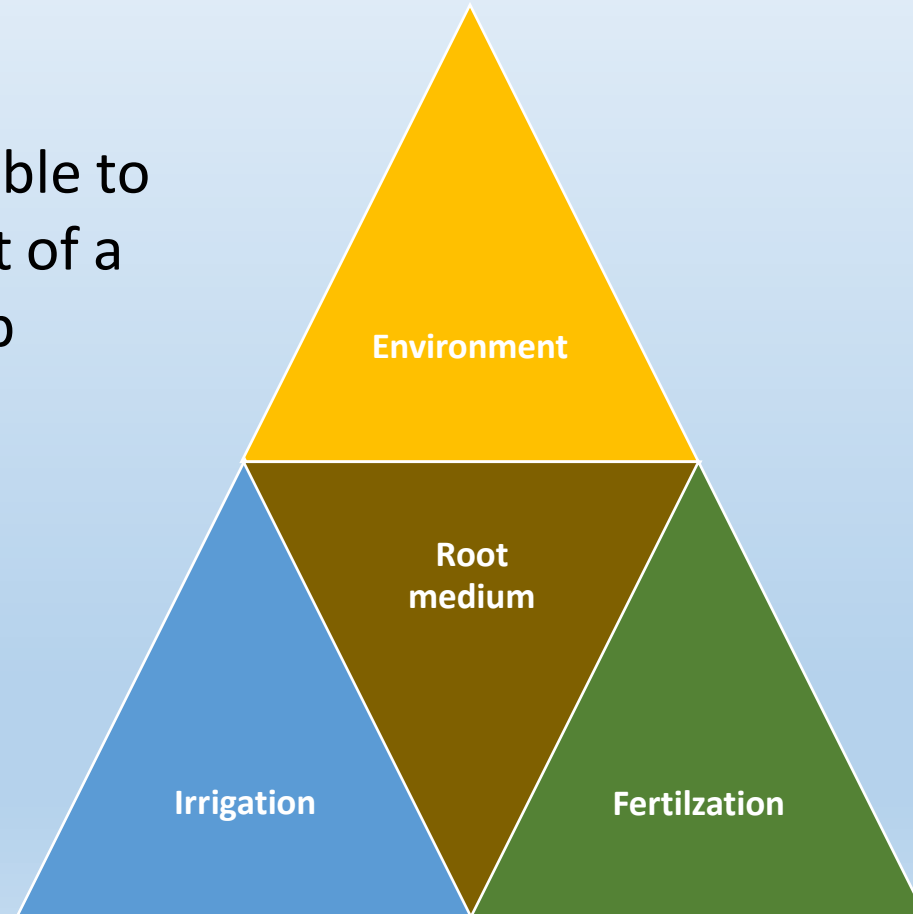 ble to
t of a
Environment
Root
medium
Irrigation
Fertilzation